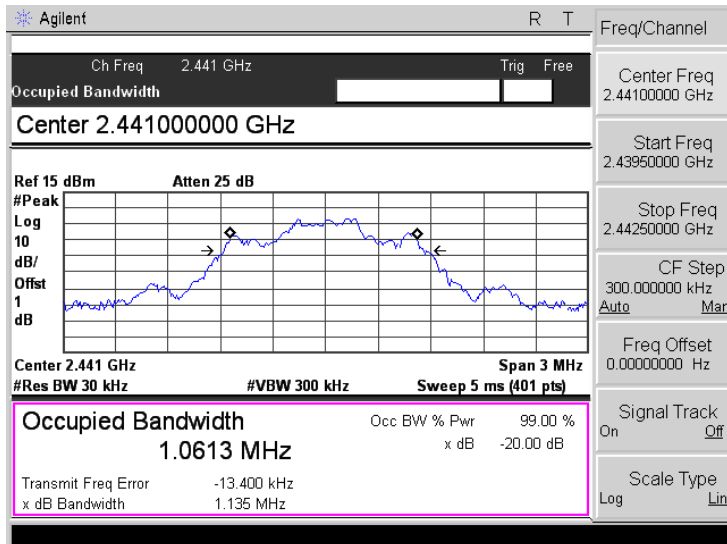 Agilent R T
Ch Freq 2.441 GHz Trig Free
Occupied Bandwidth
Center 2.441000000 GHz
Ref 15 dBm Atten 25 dB
#Peak
Log
10
dB/
Offst
1
dB
Center 2.441 GHz Span 3 MHz
#Res BW 30 kHz #VBW 300 kHz Sweep 5 ms (401 pts)
Occupied Bandwidth Occ BW % Pwr 99.00 %
1.0613 MHz x dB -20.00 dB
Transmit Freq Error -13.400 kHz
x dB Bandwidth 1.135 MHz
Freq/Channel
Center Freq
2.44100000 GHz
Start Freq
2.43950000 GHz
Stop Freq
2.44250000 GHz
CF Step
300.000000 kHz
Auto Man
Freq Offset
0.00000000 Hz
Signal Track
On Off
Scale Type
Log Lin